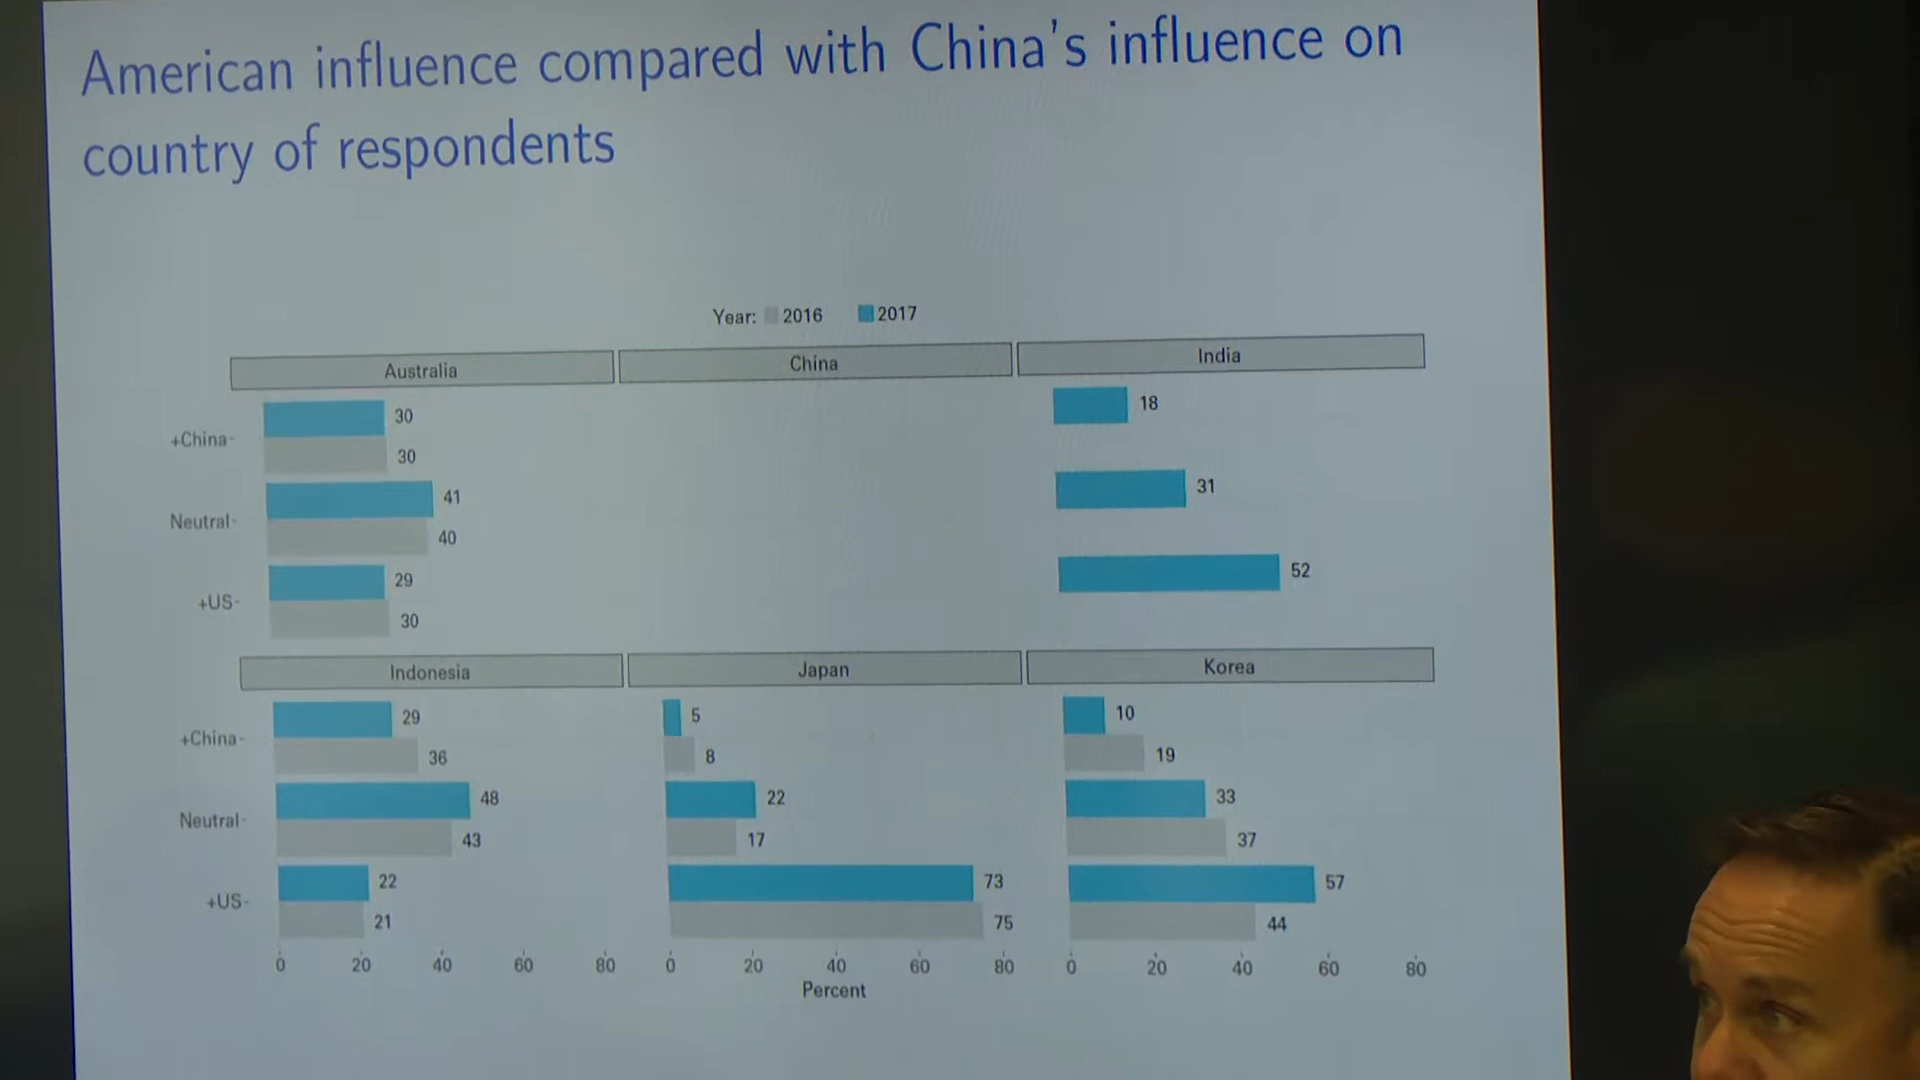 American influence compared with China's influence on
country of respondents
Year: 2016 2017
Australia China India
+China- 30 18
30
Neutral- 41 31
40
+US- 29 52
30
Indonesia Japan Korea
+China- 29 5 10
36 8 19
Neutral- 48 22 33
43 17 37
+US- 22 73 57
21 75 44
0 20 40 60 80 0 20 40 60 80 0 20 40 60 80
Percent